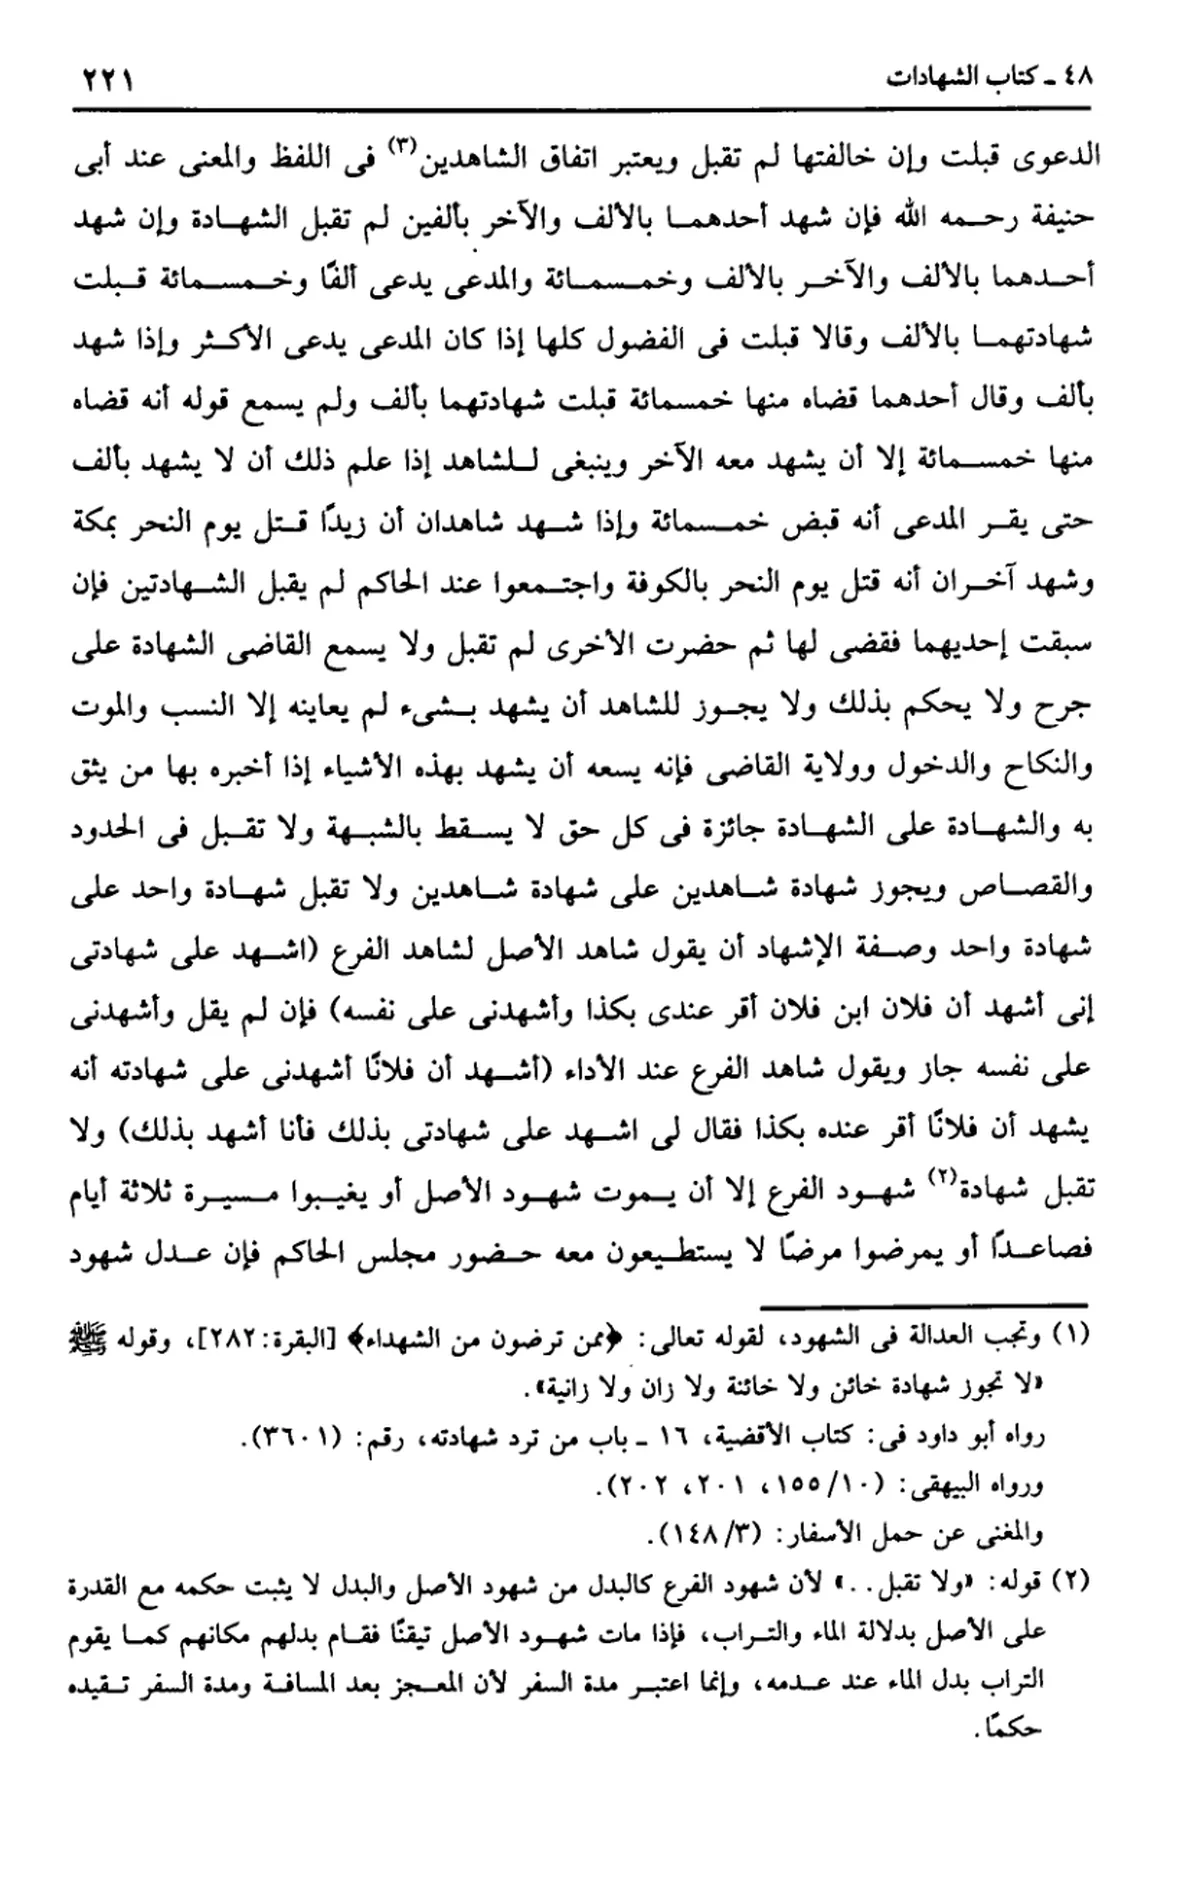 ٤٨ ـ كتاب الشهادات ٢٢١
الدعوى قبلت وإن خالفتها لم تقبل ويعتبر اتفاق الشاهدين(٣) فى اللفظ والمعنى عند أبى
حنيفة رحمه الله فإن شهد أحدهما بالألف والآخر بألفين لم تقبل الشهادة وإن شهد
أحدهما بالألف والآخر بالألف وخمسمائة والمدعى يدعى ألفًا وخمسمائة قبلت
شهادتهما بالألف وقالا قبلت فى الفضول كلها إذا كان المدعى يدعى الأكثر وإذا شهد
بألف وقال أحدهما قضاه منها خمسمائة قبلت شهادتهما بألف ولم يسمع قوله أنه قضاه
منها خمسمائة إلا أن يشهد معه الآخر وينبغى للشاهد إذا علم ذلك أن لا يشهد بألف
حتى يقر المدعى أنه قبض خمسمائة وإذا شهد شاهدان أن زيدًا قتل يوم النحر بمكة
وشهد آخران أنه قتل يوم النحر بالكوفة واجتمعوا عند الحاكم لم يقبل الشهادتين فإن
سبقت إحديهما فقضى لها ثم حضرت الأخرى لم تقبل ولا يسمع القاضى الشهادة على
جرح ولا يحكم بذلك ولا يجوز للشاهد أن يشهد بشىء لم يعاينه إلا النسب والموت
والنكاح والدخول وولاية القاضى فإنه يسعه أن يشهد بهذه الأشياء إذا أخبره بها من يثق
به والشهادة على الشهادة جائزة فى كل حق لا يسقط بالشبهة ولا تقبل فى الحدود
والقصاص ويجوز شهادة شاهدين على شهادة شاهدين ولا تقبل شهادة واحد على
شهادة واحد وصفة الإشهاد أن يقول شاهد الأصل لشاهد الفرع (اشهد على شهادتى
إنى أشهد أن فلان ابن فلان أقر عندى بكذا وأشهدنى على نفسه) فإن لم يقل وأشهدنى
على نفسه جاز ويقول شاهد الفرع عند الأداء (أشهد أن فلانًا أشهدنى على شهادته أنه
يشهد أن فلانًا أقر عنده بكذا فقال لى اشهد على شهادتى بذلك فأنا أشهد بذلك) ولا
تقبل شهادة(٢) شهود الفرع إلا أن يموت شهود الأصل أو يغيبوا مسيرة ثلاثة أيام
فصاعدًا أو يمرضوا مرضًا لا يستطيعون معه حضور مجلس الحاكم فإن عدل شهود
(١) وتجب العدالة فى الشهود، لقوله تعالى: ﴿ممن ترضون من الشهداء﴾ [البقرة: ٢٨٢]، وقوله ﷺ
«لا تجوز شهادة خائن ولا خائنة ولا زان ولا زانية».
رواه أبو داود فى: كتاب الأقضية، ١٦ ـ باب من ترد شهادته، رقم: (٣٦٠١).
ورواه البيهقى: (١٠/ ١٥٥، ٢٠١، ٢٠٢).
والمغنى عن حمل الأسفار: (٣/ ١٤٨).
(٢) قوله: «ولا تقبل. .» لأن شهود الفرع كالبدل من شهود الأصل والبدل لا يثبت حكمه مع القدرة
على الأصل بدلالة الماء والتراب، فإذا مات شهود الأصل تيقنًا فقام بدلهم مكانهم كما يقوم
التراب بدل الماء عند عدمه، وإنما اعتبر مدة السفر لأن المعجز بعد المسافة ومدة السفر تقيده
حكمًا.